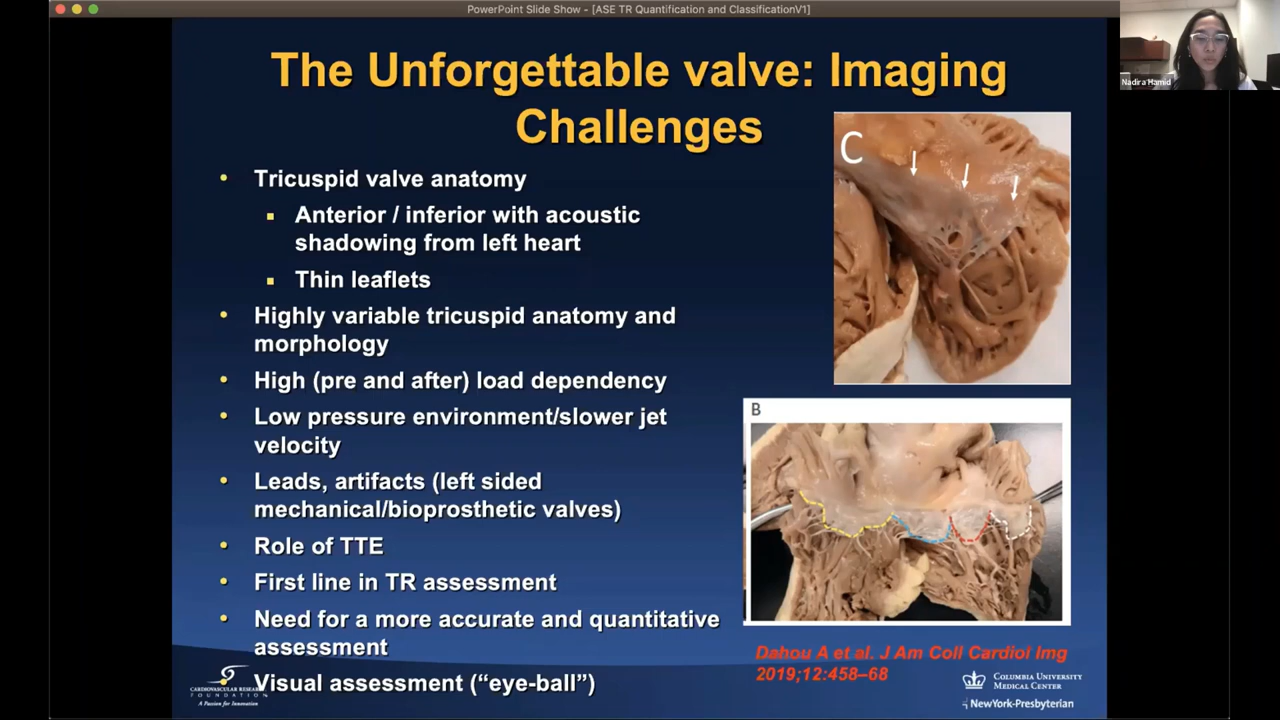 PowerPoint Slide Show - [ASE TR Quantification and ClassificationV1]
Nadira Hamid
The Unforgettable valve: Imaging
Challenges
• Tricuspid valve anatomy
▪ Anterior / inferior with acoustic
shadowing from left heart
▪ Thin leaflets
• Highly variable tricuspid anatomy and
morphology
• High (pre and after) load dependency
• Low pressure environment/slower jet
velocity
• Leads, artifacts (left sided
mechanical/bioprosthetic valves)
• Role of TTE
• First line in TR assessment
• Need for a more accurate and quantitative
assessment
• Visual assessment (“eye-ball”)
C
B
Dahou A et al. J Am Coll Cardiol Img
2019;12:458–68
CARDIOVASCULAR RESEARCH
FOUNDATION
A Passion for Innovation
COLUMBIA UNIVERSITY
MEDICAL CENTER
NewYork-Presbyterian